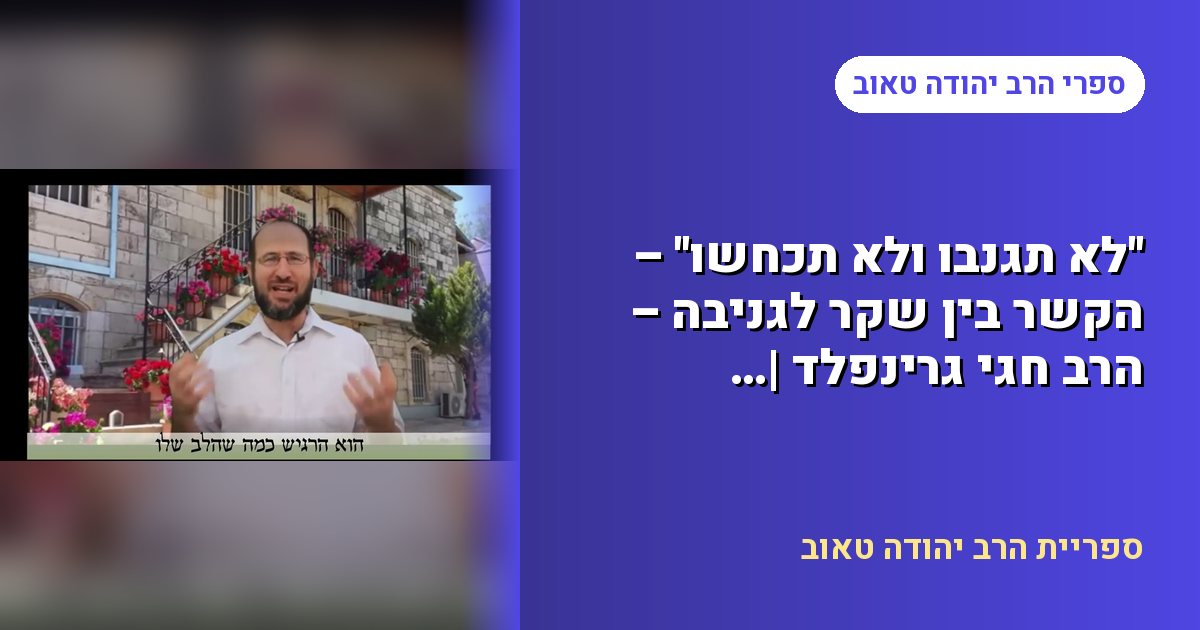 ספרי הרב יהודה טאוב
"לא תגנבו ולא תכחשו" –
הקשר בין שקר לגניבה –
הרב חגי גרינפלד |...
הוא הרגיש כמה שהלב שלו
ספריית הרב יהודה טאוב